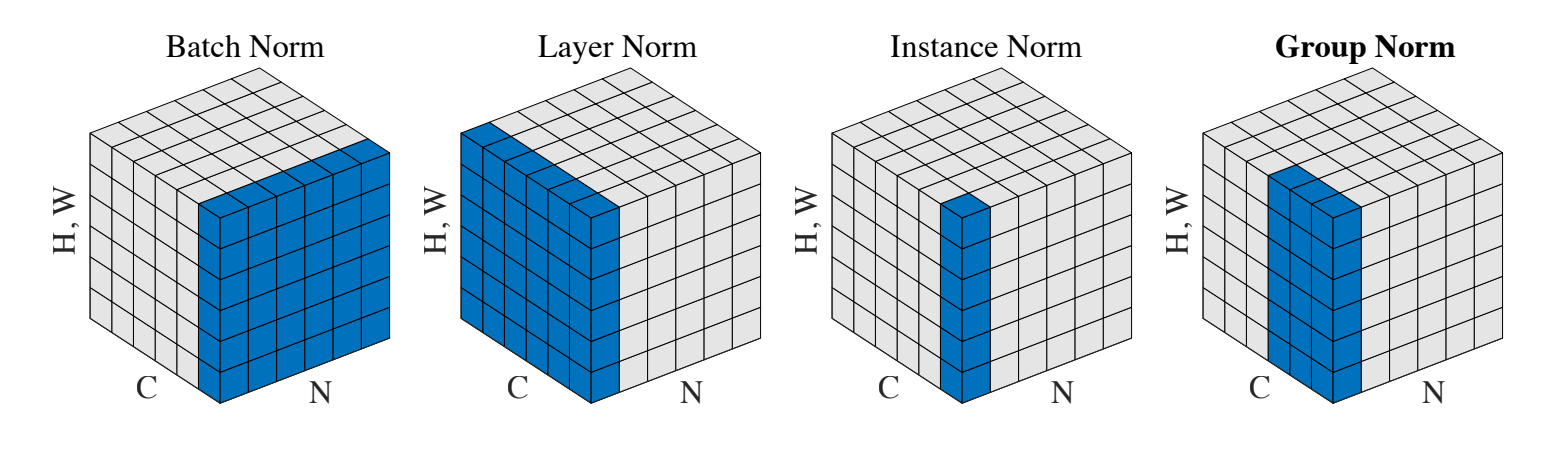 Batch Norm
H, W
C
N
Layer Norm
H, W
C
N
Instance Norm
H, W
C
N
Group Norm
H, W
C
N